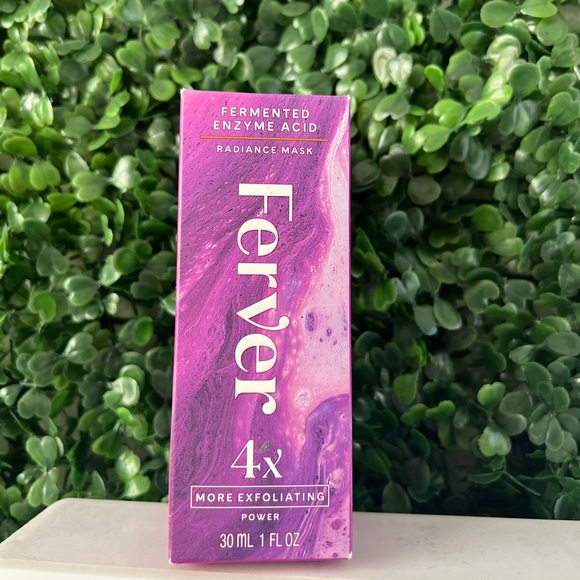 FERMENTED
ENZYME ACID
RADIANCE MASK
Ferver
4x
MORE EXFOLIATING
POWER
30 ML 1 FL OZ